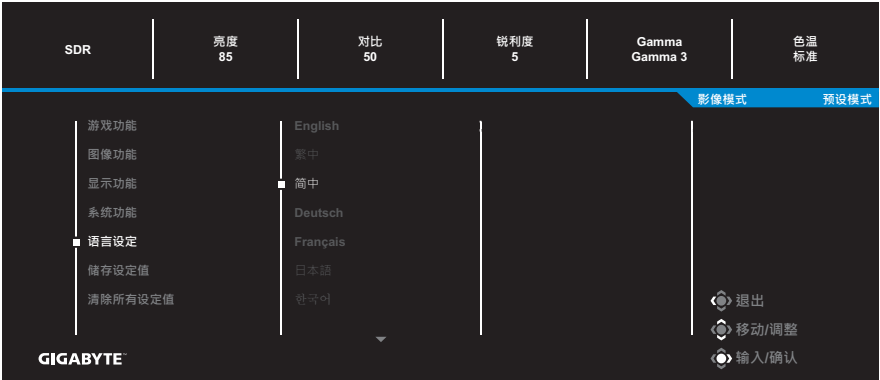 SDR
亮度
85
对比
50
锐利度
5
Gamma
Gamma 3
色温
标准
影像模式
预设模式
游戏功能
图像功能
显示功能
系统功能
语言设定
储存设定值
清除所有设定值
English
繁中
简中
Deutsch
Français
日本語
한국어
退出
移动/调整
输入/确认
GIGABYTE™